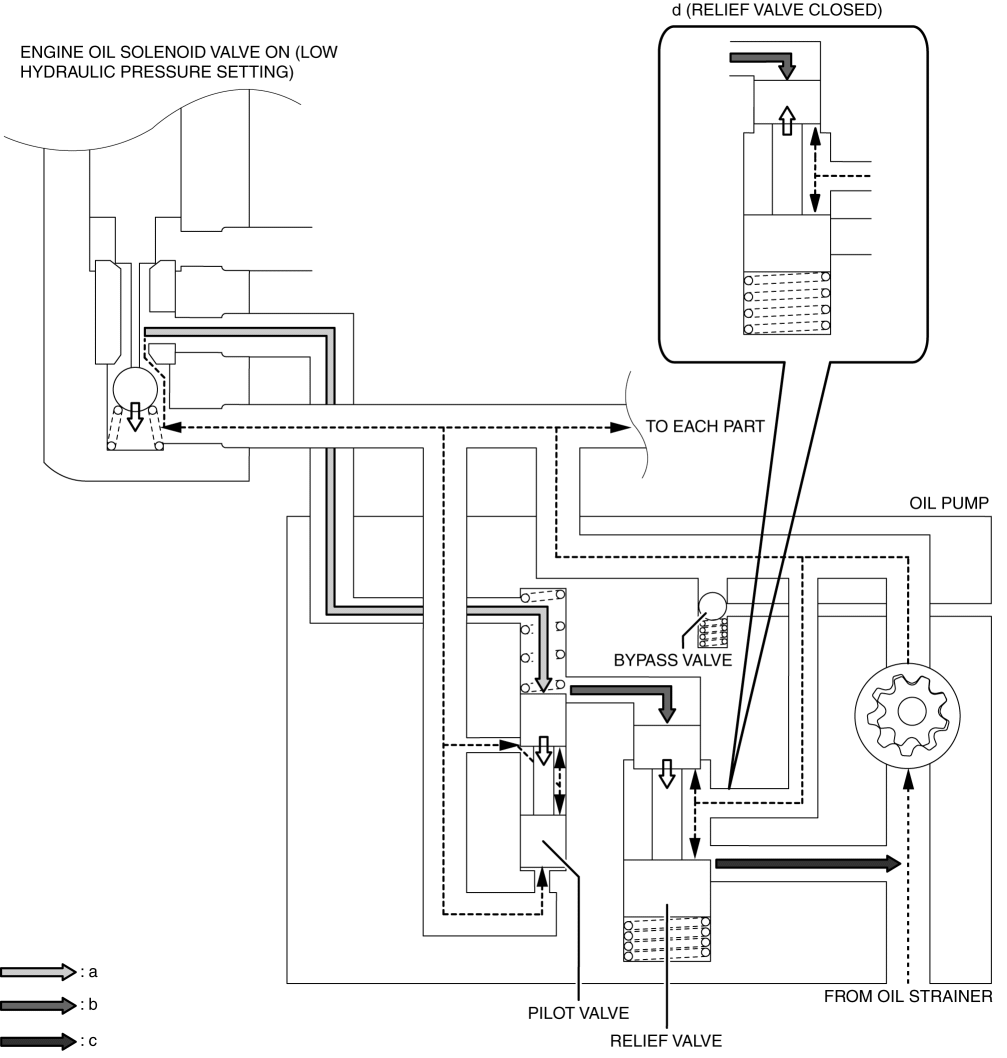 d (RELIEF VALVE CLOSED)
ENGINE OIL SOLENOID VALVE ON (LOW
HYDRAULIC PRESSURE SETTING)
TO EACH PART
OIL PUMP
BYPASS VALVE
: a
: b
: c
FROM OIL STRAINER
PILOT VALVE
RELIEF VALVE